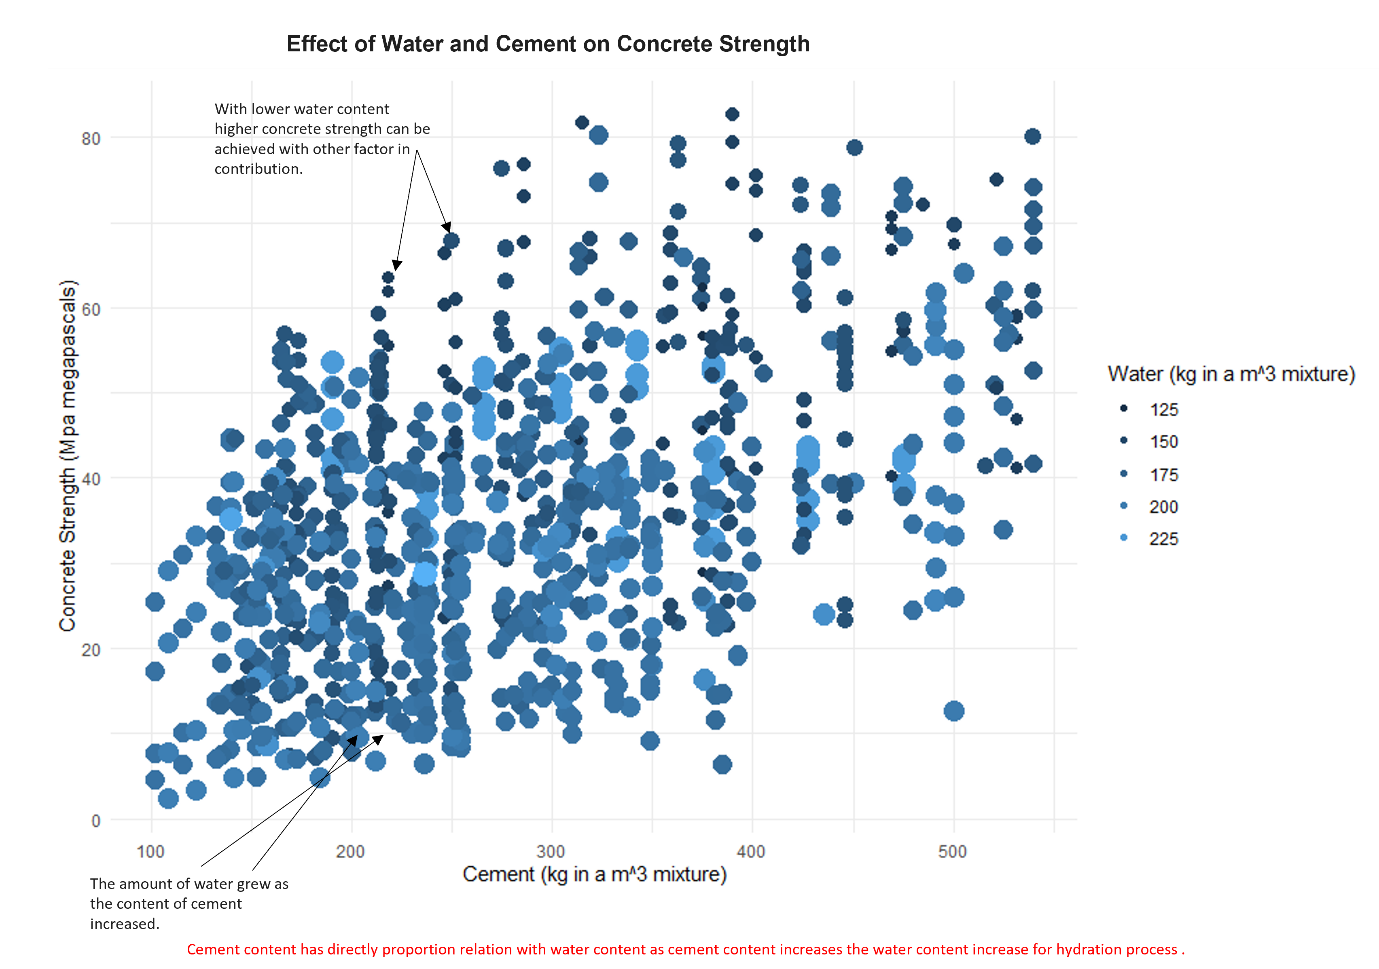 Effect of Water and Cement on Concrete Strength
With lower water content
higher concrete strength can be
achieved with other factor in
contribution.
80
60
40
20
0
Concrete Strength (Mpa megapascals)
100
200
300
400
500
Cement (kg in a m^3 mixture)
Water (kg in a m^3 mixture)
125
150
175
200
225
The amount of water grew as
the content of cement
increased.
Cement content has directly proportion relation with water content as cement content increases the water content increase for hydration process .